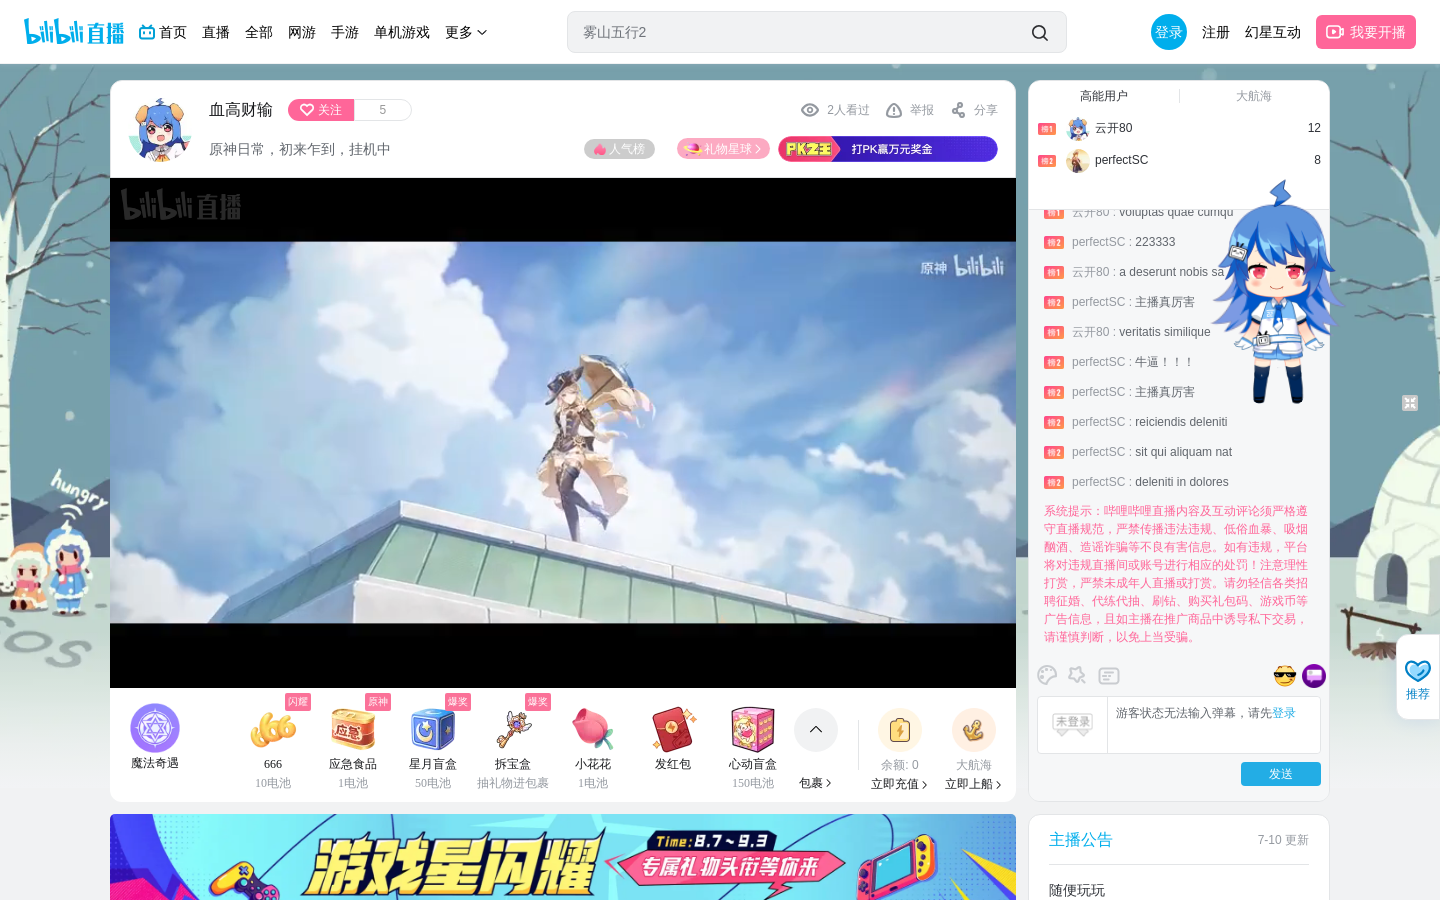 bilibili 直播
首页
直播
全部
网游
手游
单机游戏
更多
雾山五行2
登录
注册
幻星互动
我要开播
血高财输
关注
5
2人看过
举报
分享
原神日常，初来乍到，挂机中
人气榜
礼物星球
PK之王
打PK赢万元奖金
bilibili 直播
原神 bilibili
高能用户
大航海
榜1 云开80 12
榜2 perfectSC 8
榜1 云开80 : voluptas quae cumqu
榜2 perfectSC : 223333
榜1 云开80 : a deserunt nobis sa
榜2 perfectSC : 主播真厉害
榜1 云开80 : veritatis similique
榜2 perfectSC : 牛逼！！！
榜2 perfectSC : 主播真厉害
榜2 perfectSC : reiciendis deleniti
榜2 perfectSC : sit qui aliquam nat
榜2 perfectSC : deleniti in dolores
系统提示：哔哩哔哩直播内容及互动评论须严格遵
守直播规范，严禁传播违法违规、低俗血暴、吸烟
酗酒、造谣诈骗等不良有害信息。如有违规，平台
将对违规直播间或账号进行相应的处罚！注意理性
打赏，严禁未成年人直播或打赏。请勿轻信各类招
聘征婚、代练代抽、刷钻、购买礼包码、游戏币等
广告信息，且如主播在推广商品中诱导私下交易，
请谨慎判断，以免上当受骗。
未登录
游客状态无法输入弹幕，请先登录
发送
hungry
SOS
推荐
魔法奇遇
闪耀
666
10电池
原神
应急
应急食品
1电池
爆奖
星月盲盒
50电池
爆奖
拆宝盒
抽礼物进包裹
小花花
1电池
发红包
心动盲盒
150电池
包裹
余额: 0
立即充值
大航海
立即上船
游戏星闪耀
Time:8.7~9.3
专属礼物头衔等你来
主播公告
7-10 更新
随便玩玩